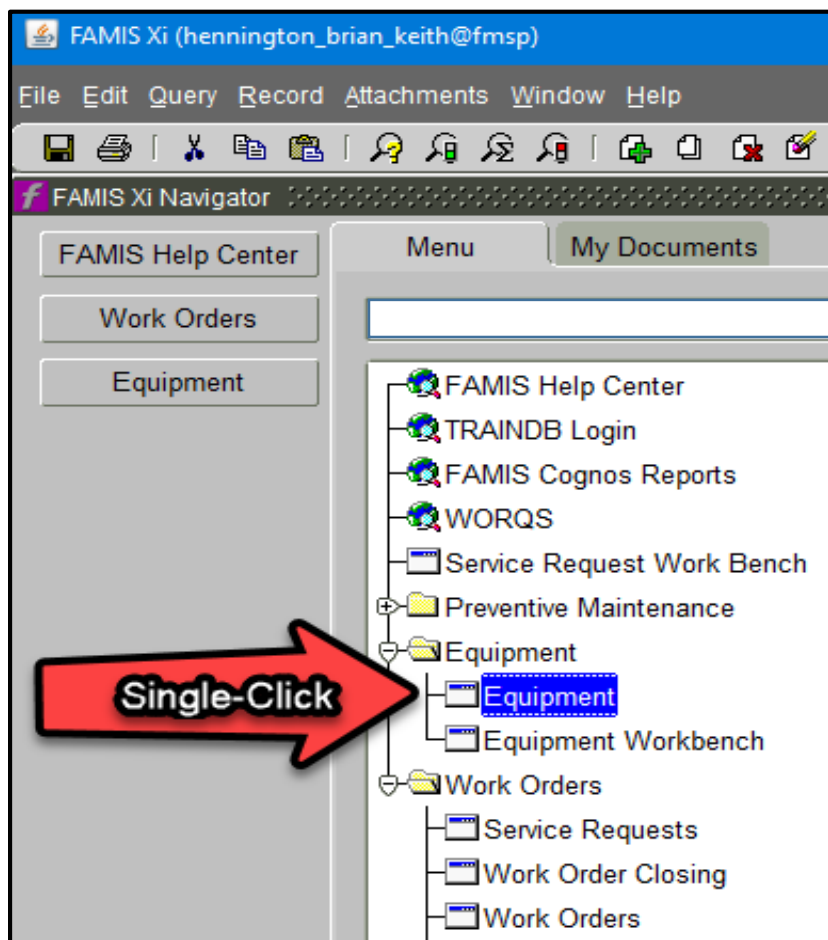 FAMIS Xi (hennington_brian_keith@fmsp)
File Edit Query Record Attachments Window Help
FAMIS Xi Navigator
FAMIS Help Center
Work Orders
Equipment
Menu My Documents
FAMIS Help Center
TRAINDB Login
FAMIS Cognos Reports
WORQS
Service Request Work Bench
Preventive Maintenance
Equipment
Single-Click
Equipment
Equipment Workbench
Work Orders
Service Requests
Work Order Closing
Work Orders